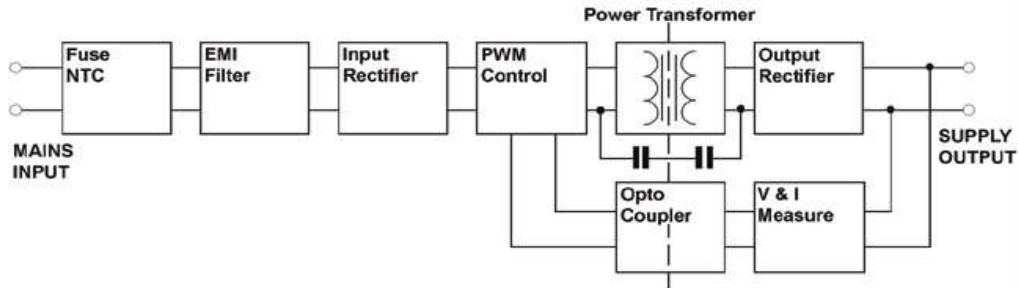 Power Transformer
Fuse
NTC
EMI
Filter
Input
Rectifier
PWM
Control
Output
Rectifier
MAINS
INPUT
SUPPLY
OUTPUT
Opto
Coupler
V & I
Measure